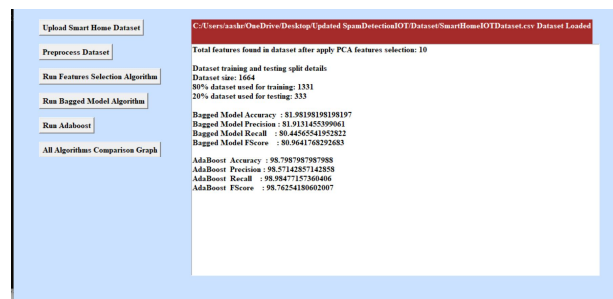 Upload Smart Home Dataset
Preprocess Dataset
Run Features Selection Algorithm
Run Bagged Model Algorithm
Run Adaboost
All Algorithms Comparison Graph
C:/Users/aashr/OneDrive/Desktop/Updated SpamDetectionIOT/Dataset/SmartHomeIOTDataset.csv Dataset Loaded
Total features found in dataset after apply PCA features selection: 10
Dataset training and testing split details
Dataset size: 1664
80% dataset used for training: 1331
20% dataset used for testing: 333
Bagged Model Accuracy : 81.98198198198197
Bagged Model Precision : 81.9131455399061
Bagged Model Recall : 80.44565541952822
Bagged Model FScore : 80.9641768292683
AdaBoost Accuracy : 98.7987987987988
AdaBoost Precision : 98.57142857142858
AdaBoost Recall : 98.98477157360406
AdaBoost FScore : 98.76254180602007